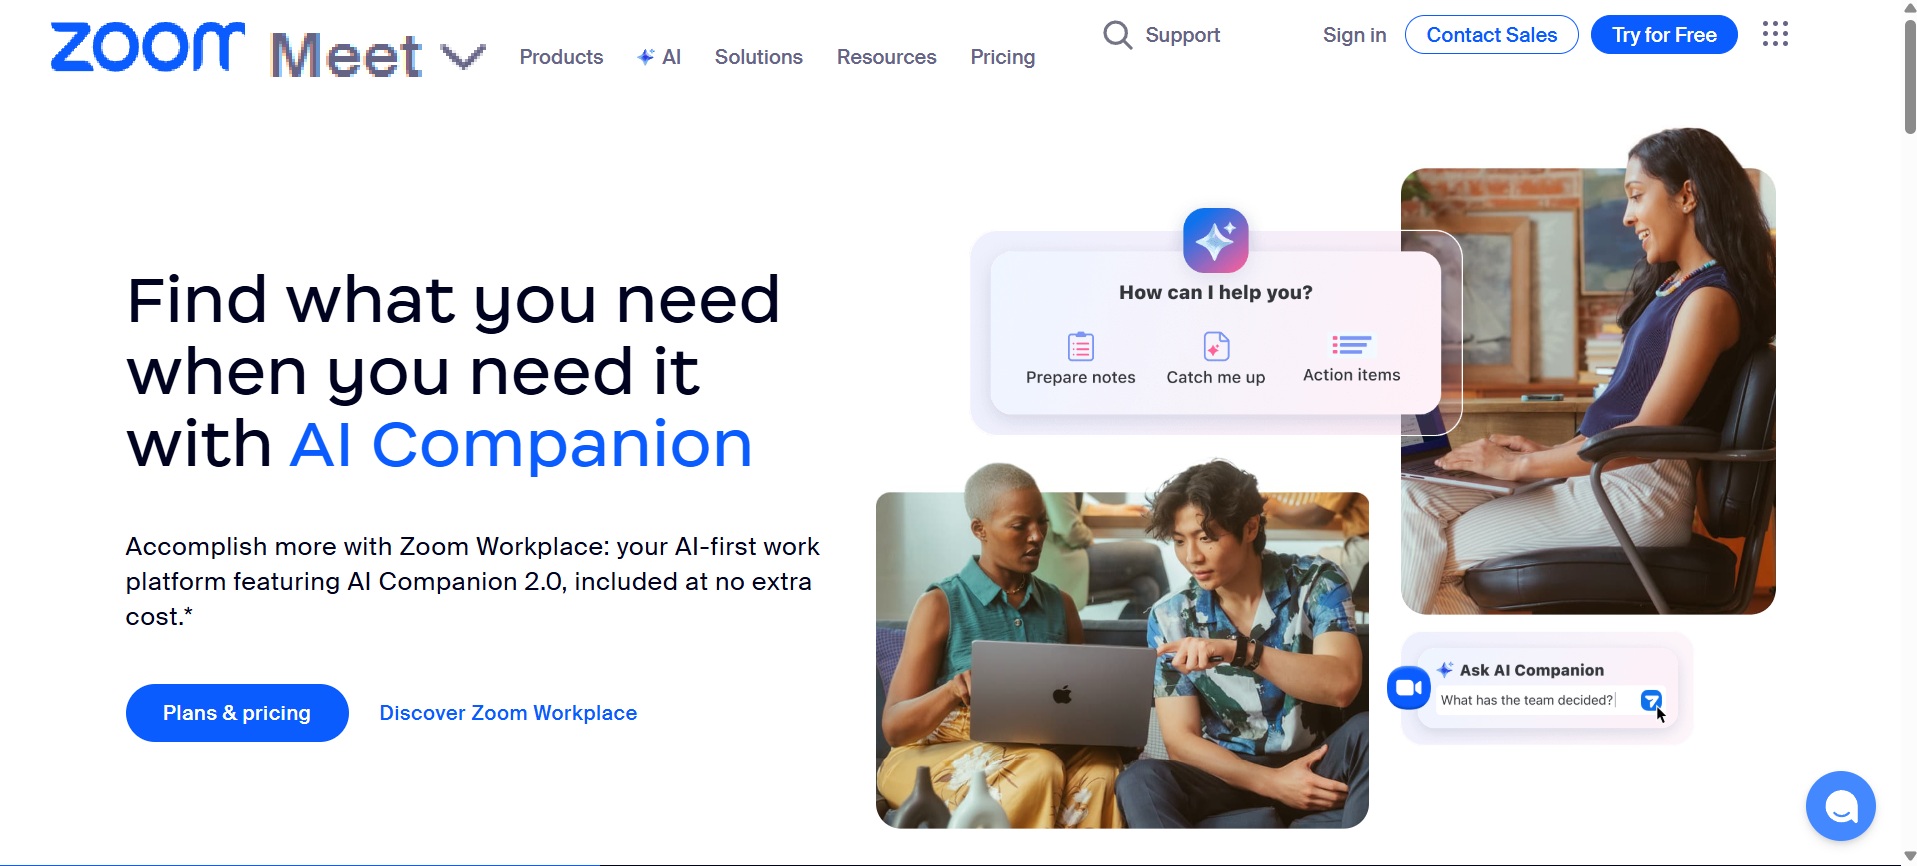 zoom Meet
Products
AI
Solutions
Resources
Pricing
Support
Sign in
Contact Sales
Try for Free
Find what you need
when you need it
with AI Companion
Accomplish more with Zoom Workplace: your AI-first work
platform featuring AI Companion 2.0, included at no extra
cost.*
Plans & pricing
Discover Zoom Workplace
How can I help you?
Prepare notes
Catch me up
Action items
Ask AI Companion
What has the team decided?